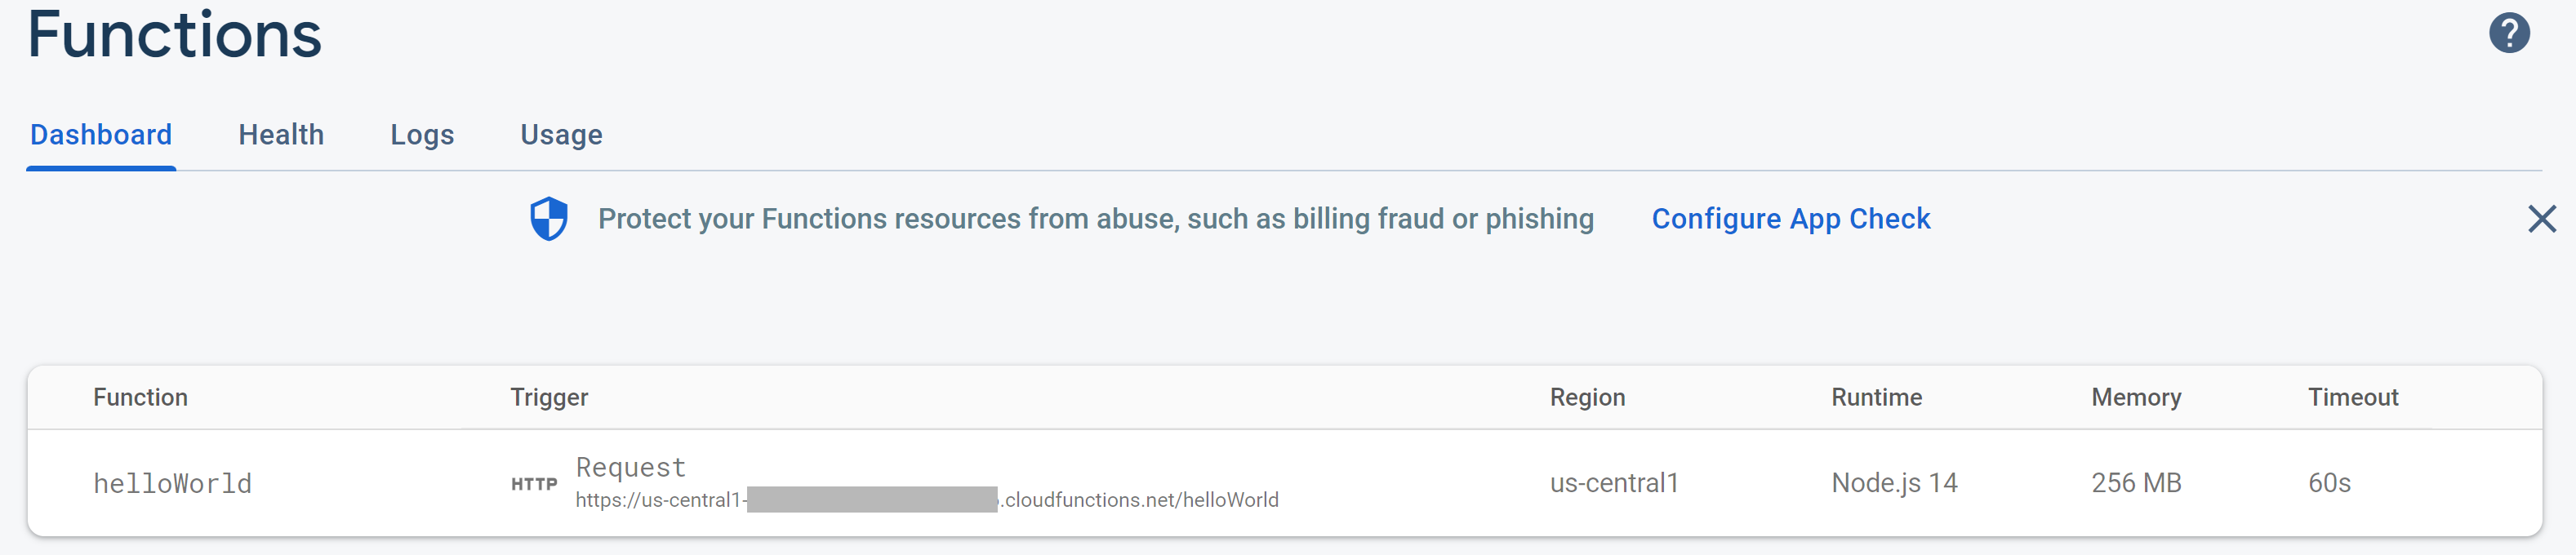 Functions
Dashboard Health Logs Usage
Protect your Functions resources from abuse, such as billing fraud or phishing Configure App Check
Function Trigger Region Runtime Memory Timeout
helloWorld HTTP Request us-central1 Node.js 14 256 MB 60s
https://us-central1- .cloudfunctions.net/helloWorld